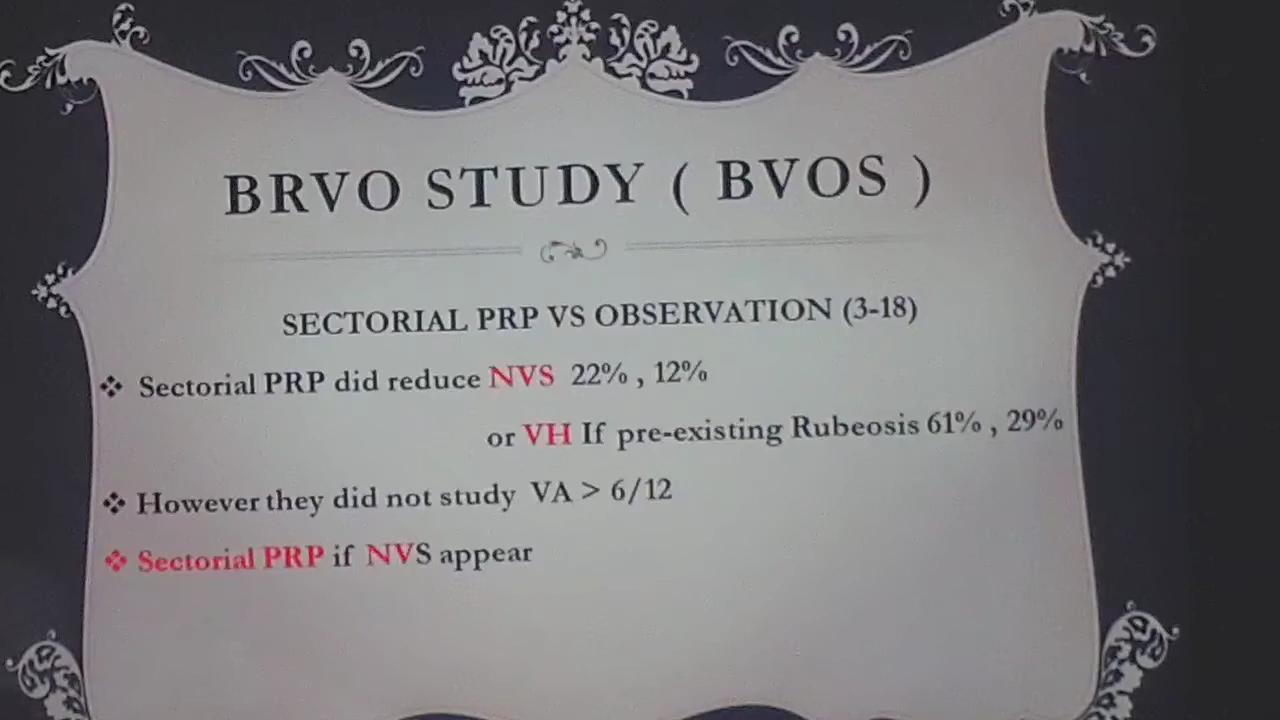 BRVO STUDY ( BVOS )
SECTORIAL PRP VS OBSERVATION (3-18)
❖ Sectorial PRP did reduce NVS 22% , 12%
or VH If pre-existing Rubeosis 61% , 29%
❖ However they did not study VA > 6/12
❖ Sectorial PRP if NVS appear